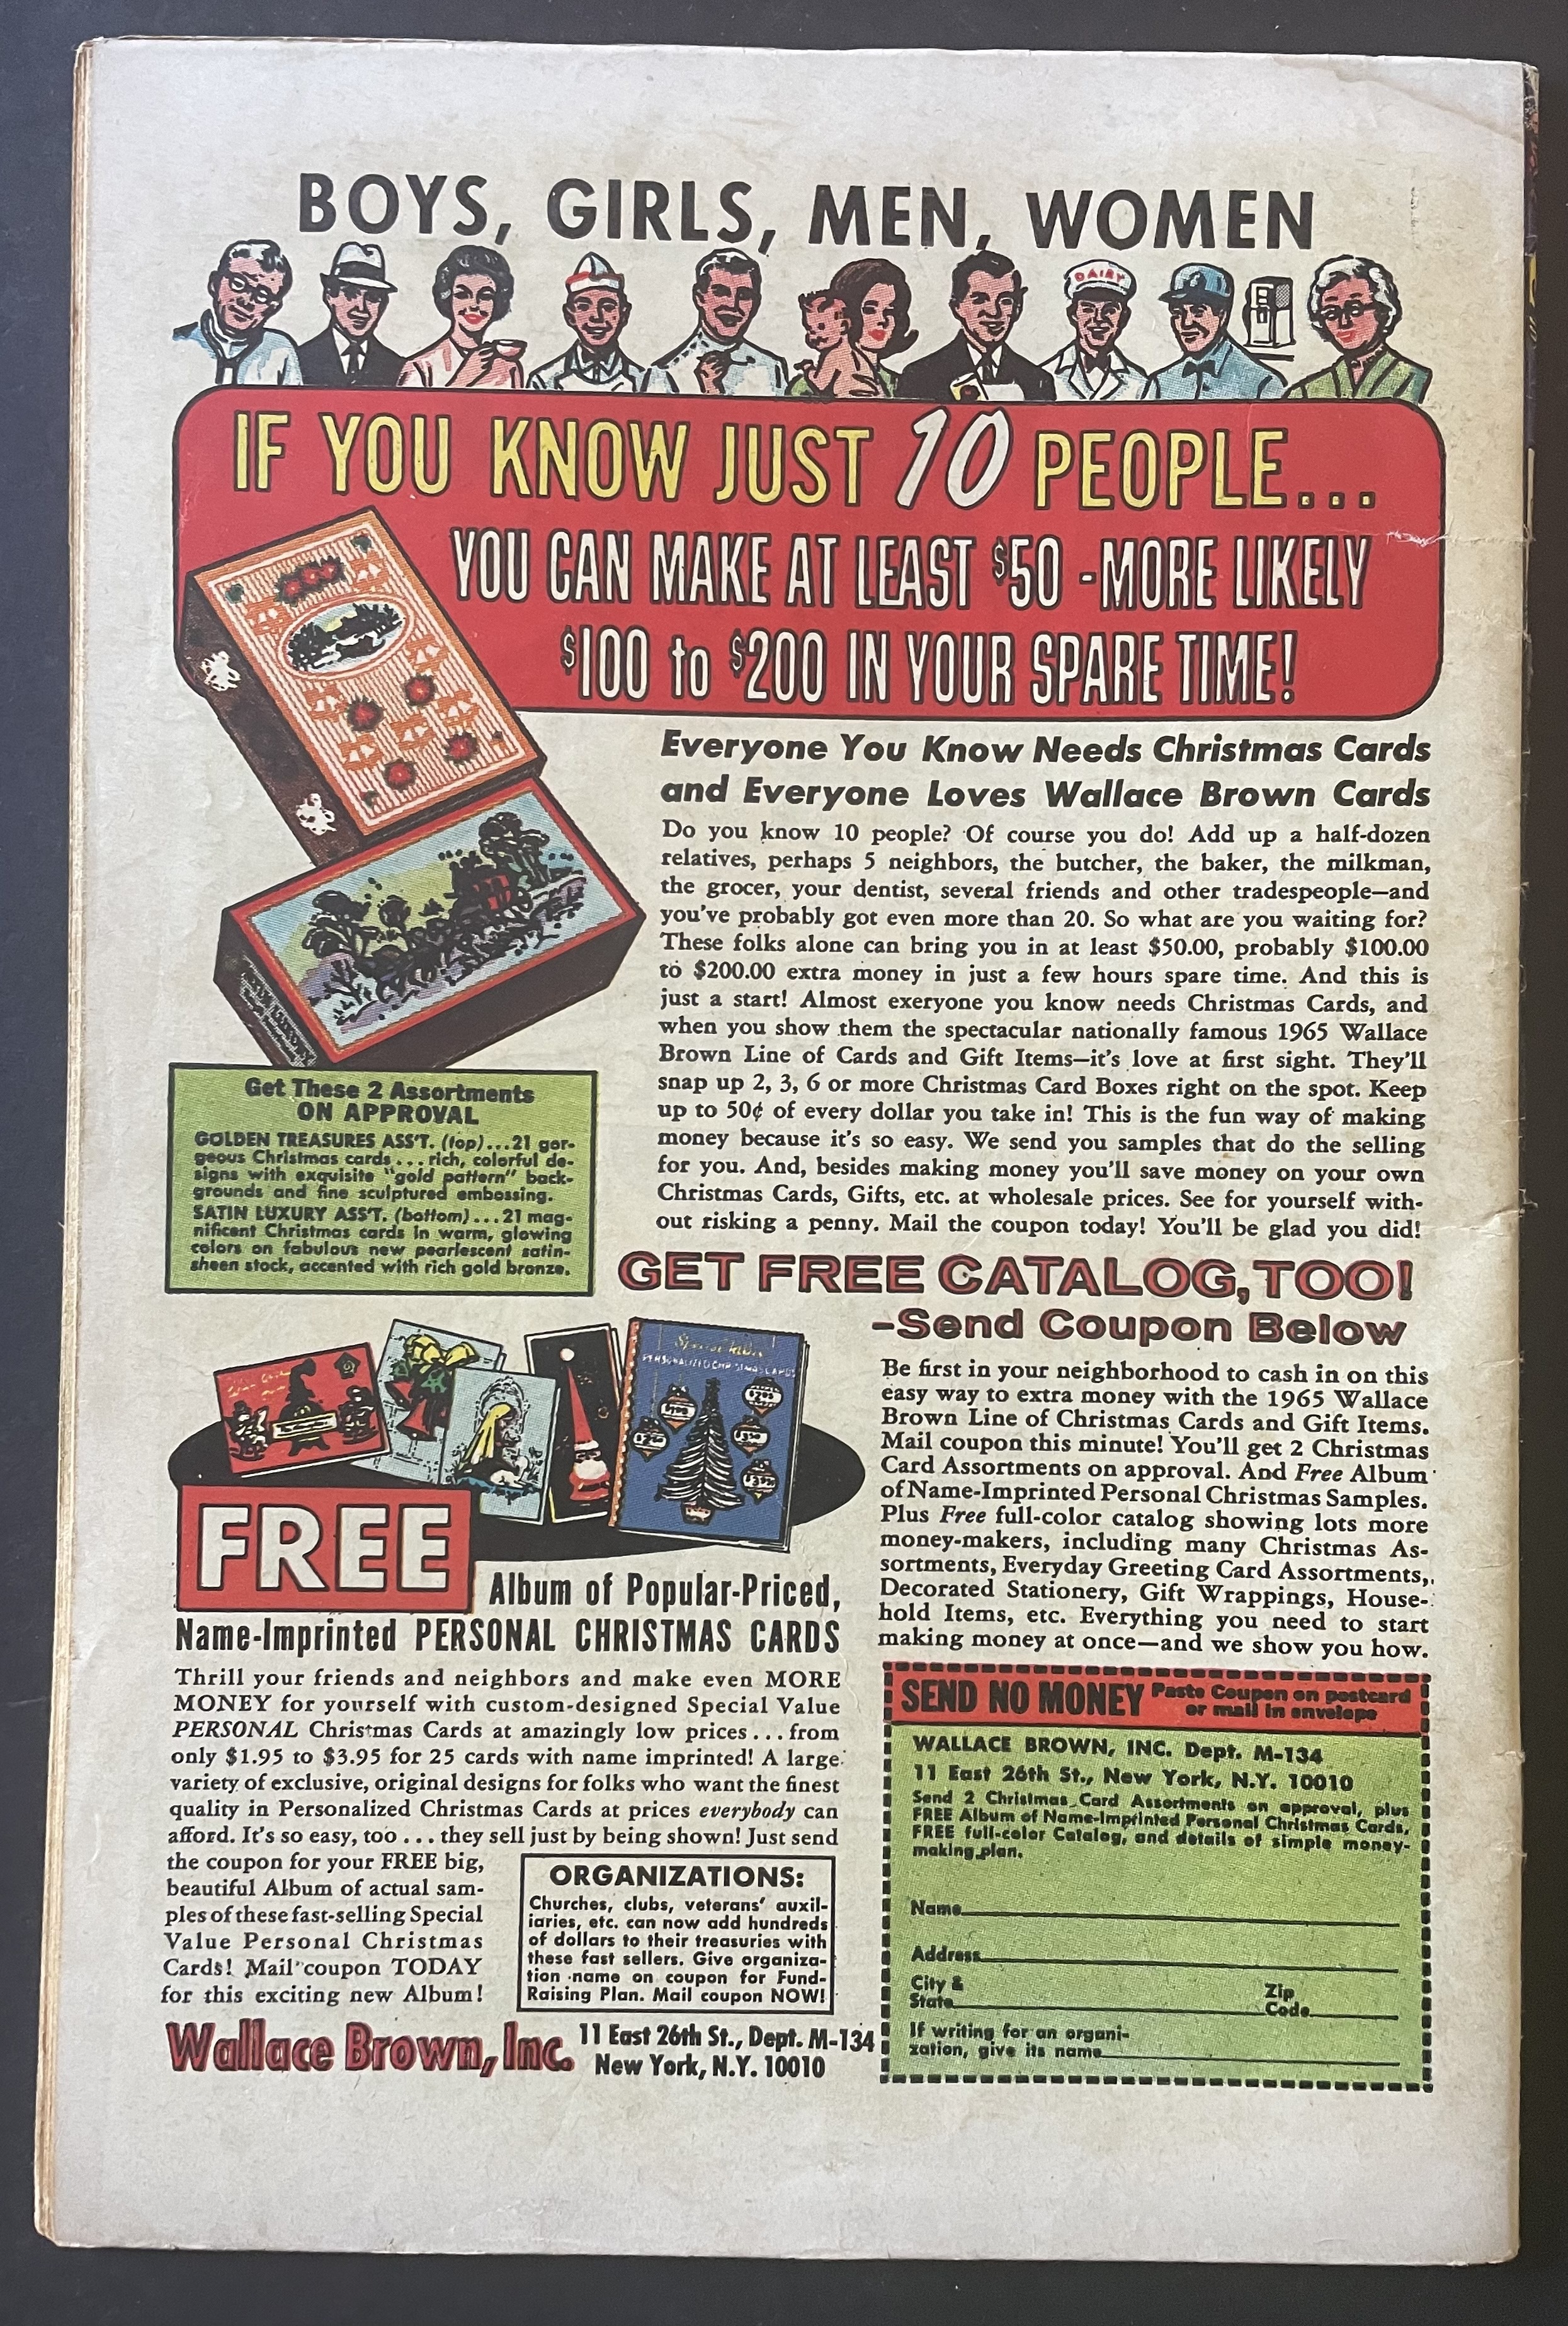 BOYS, GIRLS, MEN, WOMEN
DAIRY
IF YOU KNOW JUST 10 PEOPLE...
YOU CAN MAKE AT LEAST $50 - MORE LIKELY
$100 to $200 IN YOUR SPARE TIME!
Everyone You Know Needs Christmas Cards
and Everyone Loves Wallace Brown Cards
Do you know 10 people? Of course you do! Add up a half-dozen
relatives, perhaps 5 neighbors, the butcher, the baker, the milkman,
the grocer, your dentist, several friends and other tradespeople—and
you've probably got even more than 20. So what are you waiting for?
These folks alone can bring you in at least $50.00, probably $100.00
to $200.00 extra money in just a few hours spare time. And this is
just a start! Almost exeryone you know needs Christmas Cards, and
when you show them the spectacular nationally famous 1965 Wallace
Brown Line of Cards and Gift Items—it's love at first sight. They'll
snap up 2, 3, 6 or more Christmas Card Boxes right on the spot. Keep
up to 50¢ of every dollar you take in! This is the fun way of making
money because it's so easy. We send you samples that do the selling
for you. And, besides making money you'll save money on your own
Christmas Cards, Gifts, etc. at wholesale prices. See for yourself with-
out risking a penny. Mail the coupon today! You'll be glad you did!
Get These 2 Assortments
ON APPROVAL
GOLDEN TREASURES ASS'T. (top)...21 gor-
geous Christmas cards...rich, colorful de-
signs with exquisite "gold pattern" back-
grounds and fine sculptured embossing.
SATIN LUXURY ASS'T. (bottom)...21 mag-
nificent Christmas cards in warm, glowing
colors on fabulous new pearlescent satin-
sheen stock, accented with rich gold bronze.
GET FREE CATALOG, TOO!
-Send Coupon Below
Be first in your neighborhood to cash in on this
easy way to extra money with the 1965 Wallace
Brown Line of Christmas Cards and Gift Items.
Mail coupon this minute! You'll get 2 Christmas
Card Assortments on approval. And Free Album
of Name-Imprinted Personal Christmas Samples.
Plus Free full-color catalog showing lots more
money-makers, including many Christmas As-
sortments, Everyday Greeting Card Assortments,
Decorated Stationery, Gift Wrappings, House-
hold Items, etc. Everything you need to start
making money at once—and we show you how.
PERSONALIZED CHRISTMAS CARDS
FREE
Album of Popular-Priced,
Name-Imprinted PERSONAL CHRISTMAS CARDS
Thrill your friends and neighbors and make even MORE
MONEY for yourself with custom-designed Special Value
PERSONAL Christmas Cards at amazingly low prices...from
only $1.95 to $3.95 for 25 cards with name imprinted! A large
variety of exclusive, original designs for folks who want the finest
quality in Personalized Christmas Cards at prices everybody can
afford. It's so easy, too...they sell just by being shown! Just send
the coupon for your FREE big,
beautiful Album of actual sam-
ples of these fast-selling Special
Value Personal Christmas
Cards! Mail coupon TODAY
for this exciting new Album!
ORGANIZATIONS:
Churches, clubs, veterans' auxil-
iaries, etc. can now add hundreds
of dollars to their treasuries with
these fast sellers. Give organiza-
tion name on coupon for Fund-
Raising Plan. Mail coupon NOW!
Wallace Brown, Inc. 11 East 26th St., Dept. M-134
New York, N.Y. 10010
SEND NO MONEY Paste Coupon on postcard
or mail in envelope
WALLACE BROWN, INC. Dept. M-134
11 East 26th St., New York, N.Y. 10010
Send 2 Christmas Card Assortments on approval, plus
FREE Album of Name-Imprinted Personal Christmas Cards,
FREE full-color Catalog, and details of simple money-
making plan.
Name
Address
City &
State
Zip
Code
If writing for an organi-
zation, give its name